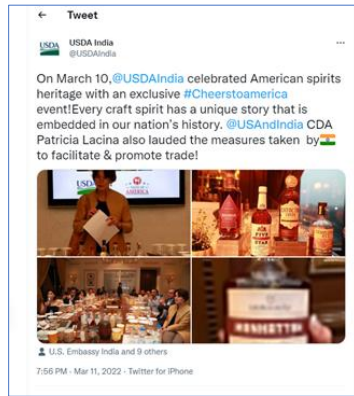 ← Tweet
USDA India
@USDAIndia
On March 10,@USDAIndia celebrated American spirits
heritage with an exclusive #Cheerstoamerica
event!Every craft spirit has a unique story that is
embedded in our nation's history. @USAndIndia CDA
Patricia Lacina also lauded the measures taken by🇮🇳
to facilitate & promote trade!
USDA
AMERICA
FIVE
STAR
MANHATTAN
U.S. Embassy India and 9 others
7:56 PM · Mar 11, 2022 · Twitter for iPhone